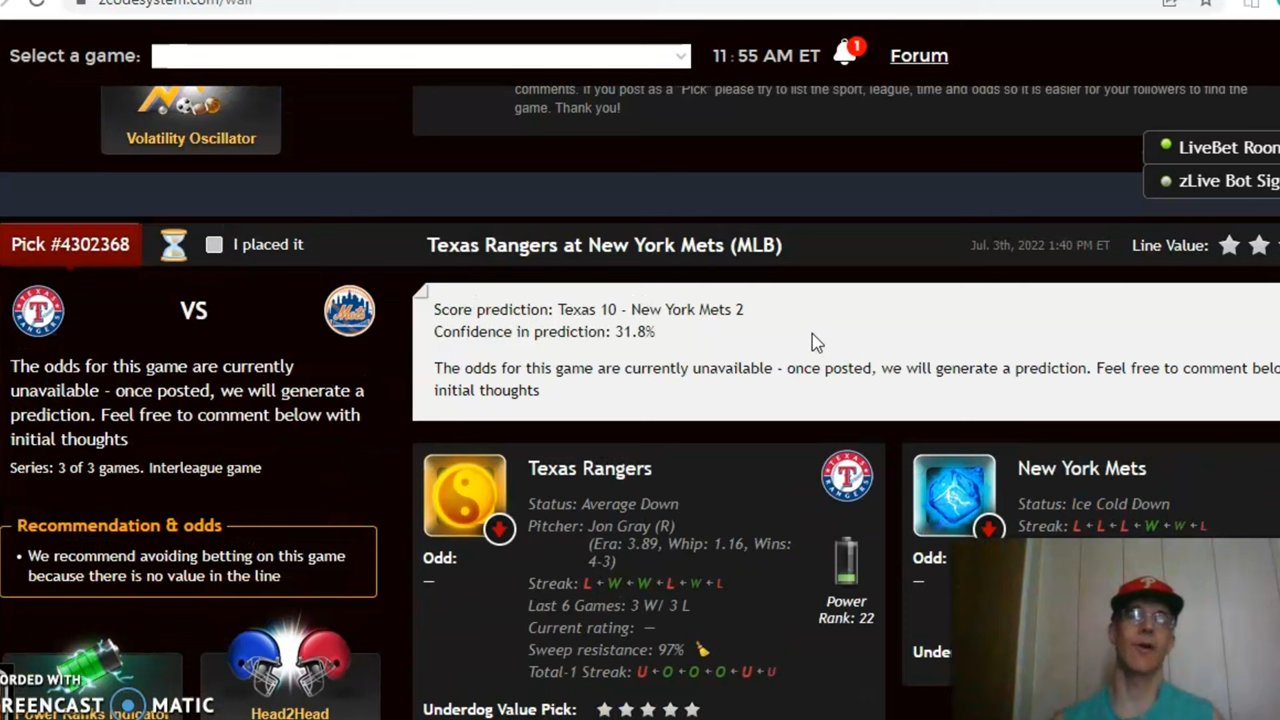 zcodesystem.com/wall
Select a game:
11:55 AM ET
1
Forum
comments. If you post as a "Pick" please try to list the sport, league, time and odds so it is easier for your followers to find the
game. Thank you!
Volatility Oscillator
LiveBet Room
zLive Bot Sig
Pick #4302368
I placed it
Texas Rangers at New York Mets (MLB)
Jul. 3th, 2022 1:40 PM ET
Line Value:
VS
Score prediction: Texas 10 - New York Mets 2
Confidence in prediction: 31.8%
The odds for this game are currently unavailable - once posted, we will generate a prediction. Feel free to comment belo
initial thoughts
The odds for this game are currently
unavailable - once posted, we will generate a
prediction. Feel free to comment below with
initial thoughts
Series: 3 of 3 games. Interleague game
Recommendation & odds
• We recommend avoiding betting on this game
because there is no value in the line
Head2Head
Power Ranks Indicator
ORDED WITH
REENCAST MATIC
Texas Rangers
Status: Average Down
Pitcher: Jon Gray (R)
(Era: 3.89, Whip: 1.16, Wins:
4-3)
Odd:
—
Streak: L W W L W L
Last 6 Games: 3 W/ 3 L
Current rating: —
Sweep resistance: 97%
Total-1 Streak: U O O O U U
Power
Rank: 22
Underdog Value Pick:
New York Mets
Status: Ice Cold Down
Streak: L L L W W L
Odd:
—
Unde